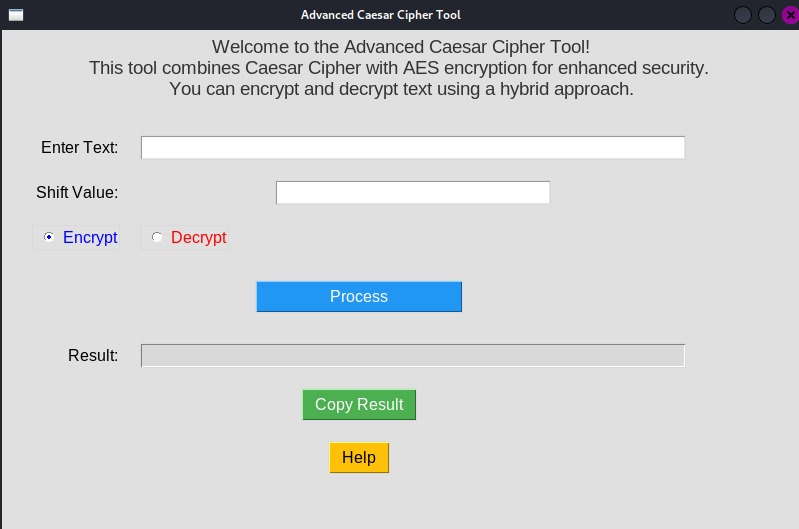 Advanced Caesar Cipher Tool
Welcome to the Advanced Caesar Cipher Tool!
This tool combines Caesar Cipher with AES encryption for enhanced security.
You can encrypt and decrypt text using a hybrid approach.
Enter Text:
Shift Value:
Encrypt Decrypt
Process
Result:
Copy Result
Help